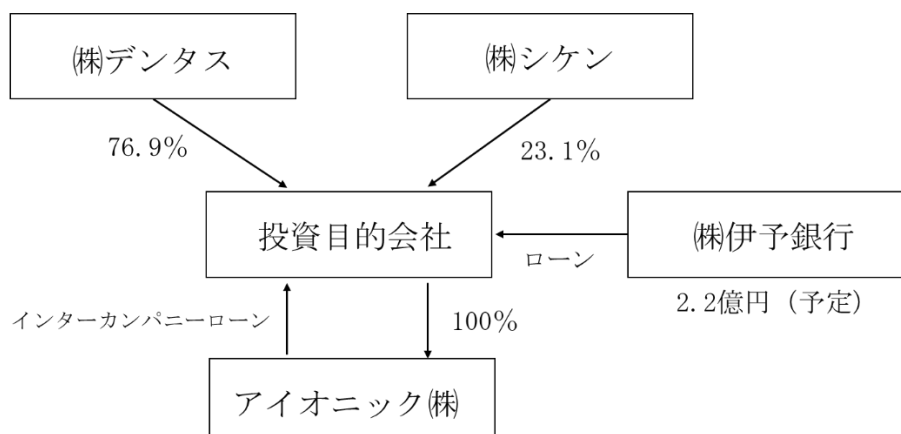 ㈱デンタス
㈱シケン
76.9%
23.1%
投資目的会社
㈱伊予銀行
ローン
2.2億円（予定）
インターカンパニーローン
100%
アイオニック㈱